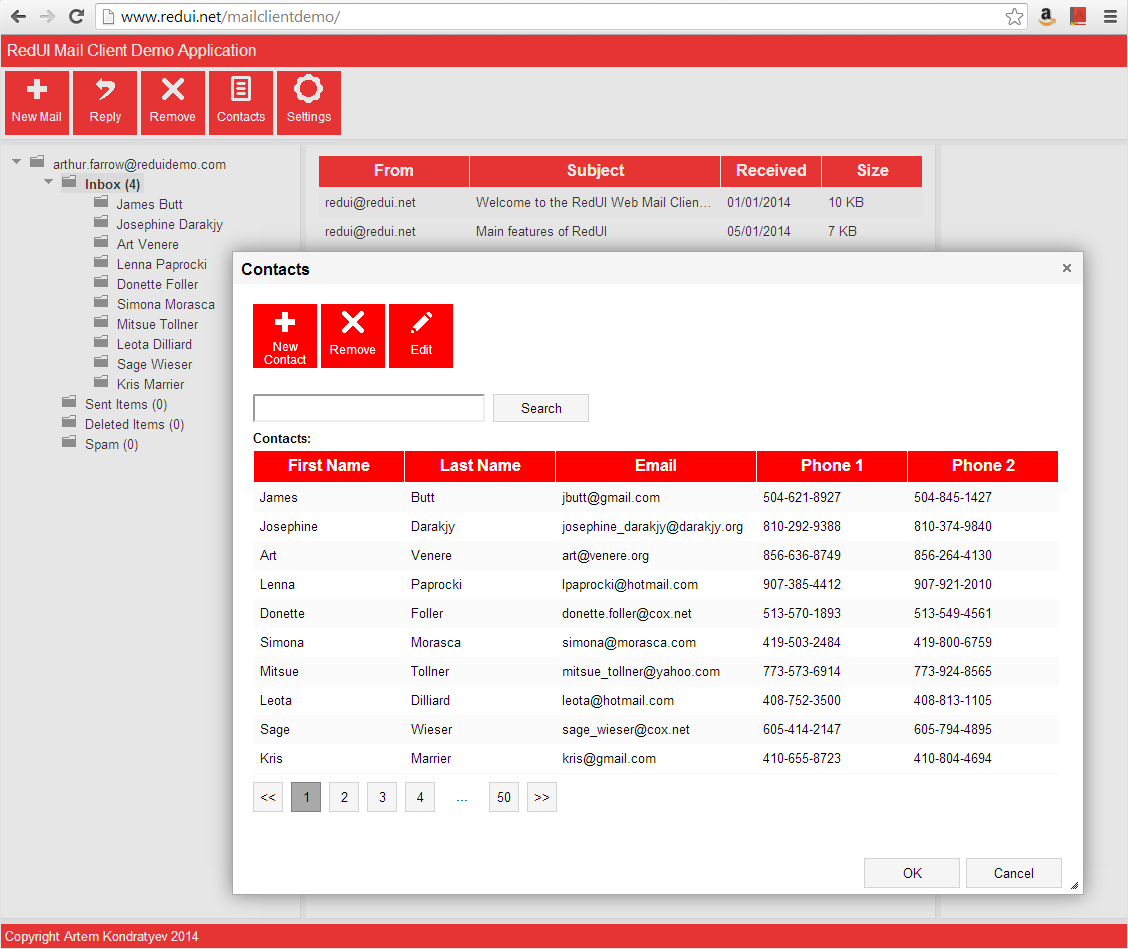 www.redui.net/mailclientdemo/
RedUI Mail Client Demo Application
New Mail Reply Remove Contacts Settings
arthur.farrow@reduidemo.com
Inbox (4)
James Butt
Josephine Darakjy
Art Venere
Lenna Paprocki
Donette Foller
Simona Morasca
Mitsue Tollner
Leota Dilliard
Sage Wieser
Kris Marrier
Sent Items (0)
Deleted Items (0)
Spam (0)
From Subject Received Size
redui@redui.net Welcome to the RedUI Web Mail Clien... 01/01/2014 10 KB
redui@redui.net Main features of RedUI 05/01/2014 7 KB
Contacts
New Contact Remove Edit
Search
Contacts:
First Name Last Name Email Phone 1 Phone 2
James Butt jbutt@gmail.com 504-621-8927 504-845-1427
Josephine Darakjy josephine_darakjy@darakjy.org 810-292-9388 810-374-9840
Art Venere art@venere.org 856-636-8749 856-264-4130
Lenna Paprocki lpaprocki@hotmail.com 907-385-4412 907-921-2010
Donette Foller donette.foller@cox.net 513-570-1893 513-549-4561
Simona Morasca simona@morasca.com 419-503-2484 419-800-6759
Mitsue Tollner mitsue_tollner@yahoo.com 773-573-6914 773-924-8565
Leota Dilliard leota@hotmail.com 408-752-3500 408-813-1105
Sage Wieser sage_wieser@cox.net 605-414-2147 605-794-4895
Kris Marrier kris@gmail.com 410-655-8723 410-804-4694
<< 1 2 3 4 ... 50 >>
OK Cancel
Copyright Artem Kondratyev 2014